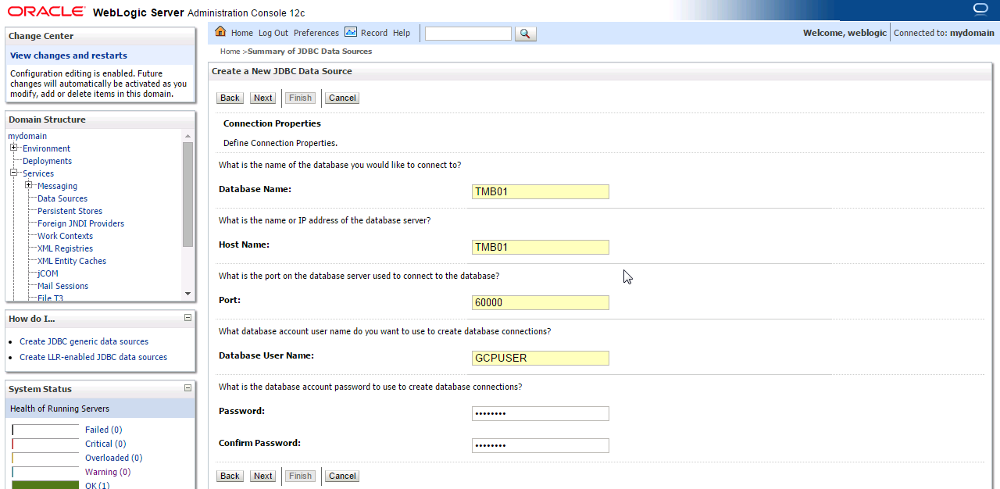 ORACLE WebLogic Server Administration Console 12c
Change Center
View changes and restarts
Configuration editing is enabled. Future
changes will automatically be activated as you
modify, add or delete items in this domain.
Domain Structure
mydomain
Environment
Deployments
Services
Messaging
Data Sources
Persistent Stores
Foreign JNDI Providers
Work Contexts
XML Registries
XML Entity Caches
jCOM
Mail Sessions
File T3
How do I...
Create JDBC generic data sources
Create LLR-enabled JDBC data sources
System Status
Health of Running Servers
Failed (0)
Critical (0)
Overloaded (0)
Warning (0)
OK (1)
Home Log Out Preferences Record Help
Welcome, weblogic Connected to: mydomain
Home >Summary of JDBC Data Sources
Create a New JDBC Data Source
Back Next Finish Cancel
Connection Properties
Define Connection Properties.
What is the name of the database you would like to connect to?
Database Name: TMB01
What is the name or IP address of the database server?
Host Name: TMB01
What is the port on the database server used to connect to the database?
Port: 60000
What database account user name do you want to use to create database connections?
Database User Name: GCPUSER
What is the database account password to use to create database connections?
Password: ••••••••
Confirm Password: ••••••••
Back Next Finish Cancel